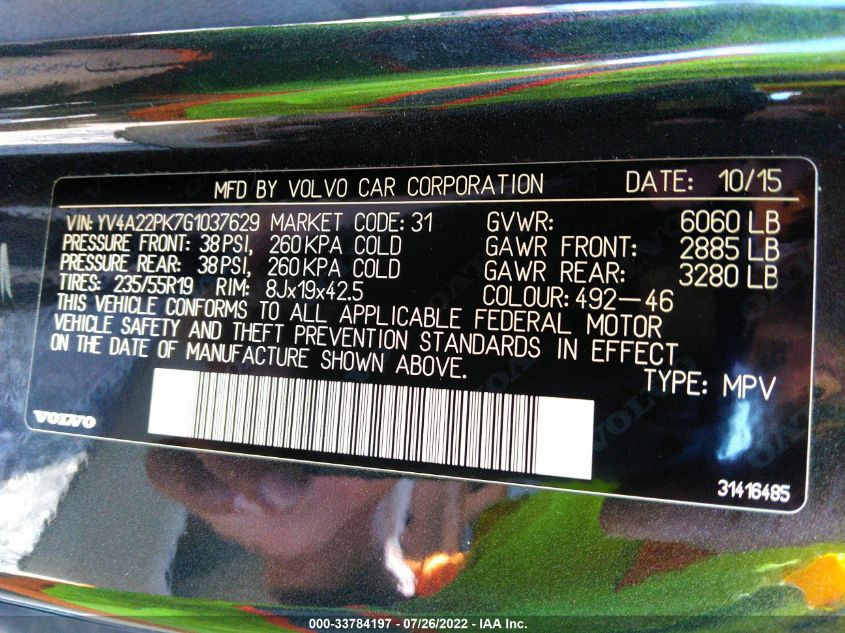 MFD BY VOLVO CAR CORPORATION DATE: 10/15
VIN: YV4A22PK7G1037629 MARKET CODE: 31 GVWR: 6060 LB
PRESSURE FRONT: 38 PSI, 260 KPA COLD GAWR FRONT: 2885 LB
PRESSURE REAR: 38 PSI, 260 KPA COLD GAWR REAR: 3280 LB
TIRES: 235/55R19 RIM: 8Jx19x42.5 COLOUR: 492-46
THIS VEHICLE CONFORMS TO ALL APPLICABLE FEDERAL MOTOR
VEHICLE SAFETY AND THEFT PREVENTION STANDARDS IN EFFECT
ON THE DATE OF MANUFACTURE SHOWN ABOVE.
TYPE: MPV
VOLVO
31416485
000-33784197 - 07/26/2022 - IAA Inc.